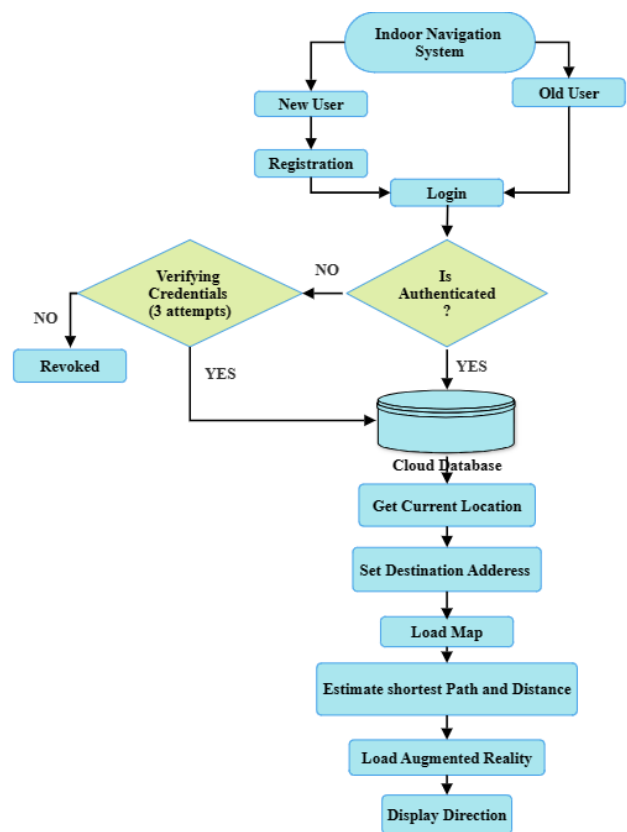 Indoor Navigation
System
New User
Old User
Registration
Login
Verifying
Credentials
(3 attempts)
NO
Is
Authenticated
?
NO
Revoked
YES
YES
Cloud Database
Get Current Location
Set Destination Adderess
Load Map
Estimate shortest Path and Distance
Load Augmented Reality
Display Direction